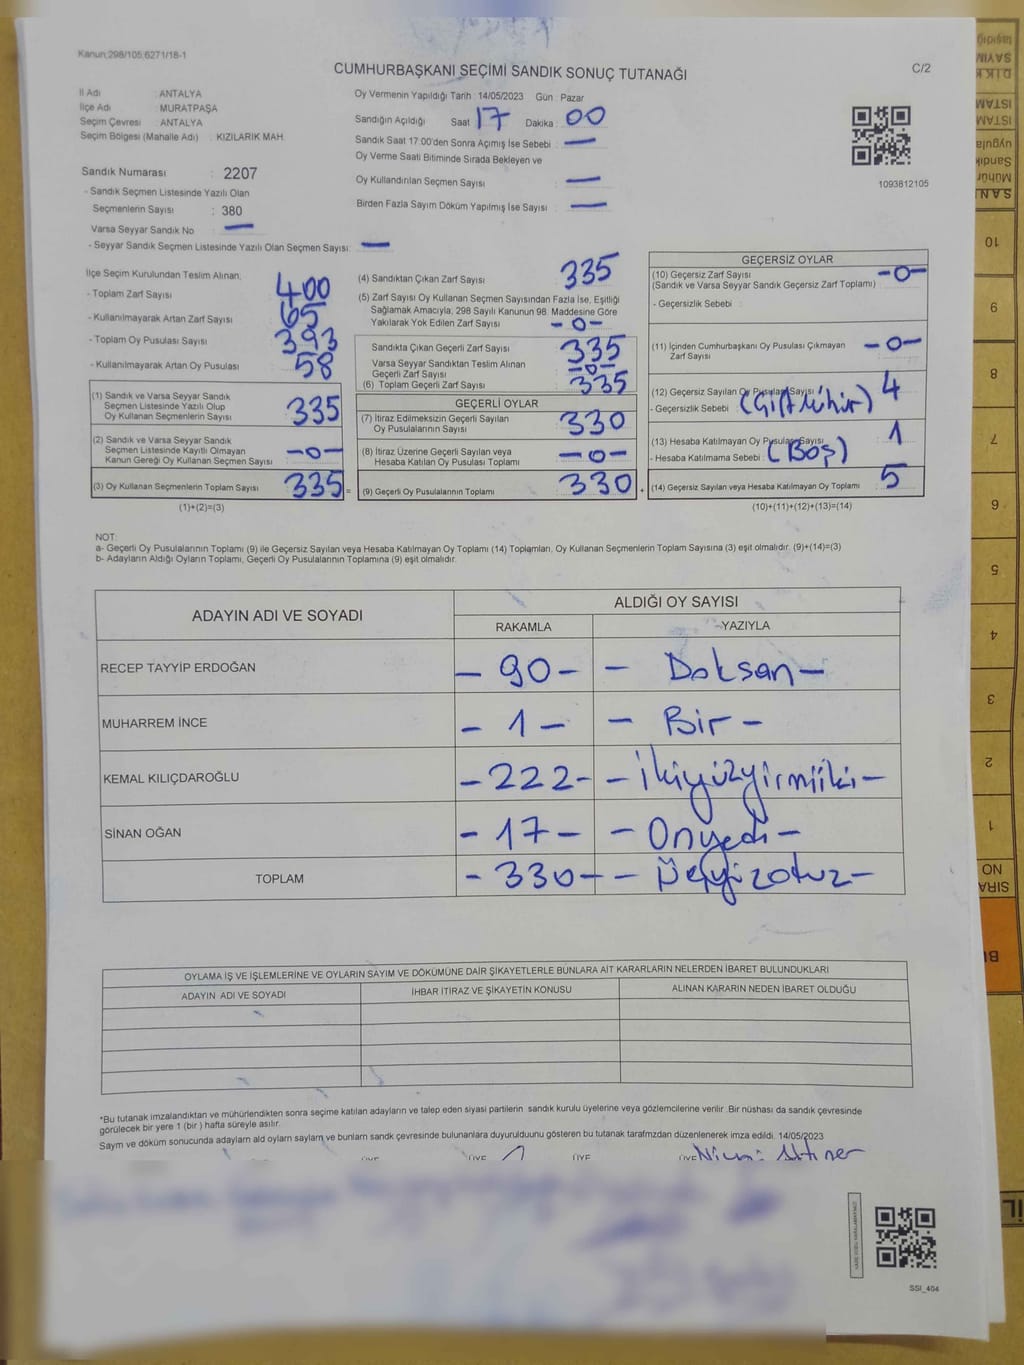 Kanun 298/105,6271/18-1
CUMHURBAŞKANI SEÇİMİ SANDIK SONUÇ TUTANAĞI
C/2
İl Adı : ANTALYA
İlçe Adı : MURATPAŞA
Seçim Çevresi : ANTALYA
Seçim Bölgesi (Mahalle Adı) : KIZILARIK MAH.
Sandık Numarası : 2207
- Sandık Seçmen Listesinde Yazılı Olan
Seçmenlerin Sayısı : 380
Varsa Seyyar Sandık No : —
- Seyyar Sandık Seçmen Listesinde Yazılı Olan Seçmen Sayısı : —
Oy Vermenin Yapıldığı Tarih : 14/05/2023 Gün : Pazar
Sandığın Açıldığı Saat 17 Dakika : 00
Sandık Saat 17.00'den Sonra Açımış İse Sebebi : —
Oy Verme Saati Bitiminde Sırada Bekleyen ve
Oy Kullandırılan Seçmen Sayısı : —
Birden Fazla Sayım Döküm Yapılmış İse Sayısı : —
1093812105
İlçe Seçim Kurulundan Teslim Alınan;
- Toplam Zarf Sayısı : 400
- Kullanılmayarak Artan Zarf Sayısı : 65
- Toplam Oy Pusulası Sayısı : 393
- Kullanılmayarak Artan Oy Pusulası : 58
(1) Sandık ve Varsa Seyyar Sandık
Seçmen Listesinde Yazılı Olup
Oy Kullanan Seçmenlerin Sayısı : 335
(2) Sandık ve Varsa Seyyar Sandık
Seçmen Listesinde Kayıtlı Olmayan
Kanun Gereği Oy Kullanan Seçmen Sayısı : -0-
(3) Oy Kullanan Seçmenlerin Toplam Sayısı : 335 =
(1)+(2)=(3)
(4) Sandıktan Çıkan Zarf Sayısı : 335
(5) Zarf Sayısı Oy Kullanan Seçmen Sayısından Fazla İse, Eşitliği
Sağlamak Amacıyla, 298 Sayılı Kanunun 98. Maddesine Göre
Yakılarak Yok Edilen Zarf Sayısı : -0-
Sandıkta Çıkan Geçerli Zarf Sayısı : 335
Varsa Seyyar Sandıktan Teslim Alınan
Geçerli Zarf Sayısı : -0-
(6) Toplam Geçerli Zarf Sayısı : 335
GEÇERLİ OYLAR
(7) İtiraz Edilmeksizin Geçerli Sayılan
Oy Pusulalarının Sayısı : 330
(8) İtiraz Üzerine Geçerli Sayılan veya
Hesaba Katılan Oy Pusulası Toplamı : -0-
(9) Geçerli Oy Pusulalarının Toplamı : 330 +
GEÇERSİZ OYLAR
(10) Geçersiz Zarf Sayısı : -0-
(Sandık ve Varsa Seyyar Sandık Geçersiz Zarf Toplamı)
- Geçersizlik Sebebi :
(11) İçinden Cumhurbaşkanı Oy Pusulası Çıkmayan : -0-
Zarf Sayısı
(12) Geçersiz Sayılan Oy Pusulası Sayısı : 4
- Geçersizlik Sebebi : (Çift Mühür)
(13) Hesaba Katılmayan Oy Pusulası Sayısı : 1
- Hesaba Katılmama Sebebi : (Boş)
(14) Geçersiz Sayılan veya Hesaba Katılmayan Oy Toplamı : 5
(10)+(11)+(12)+(13)=(14)
NOT:
a- Geçerli Oy Pusulalarının Toplamı (9) ile Geçersiz Sayılan veya Hesaba Katılmayan Oy Toplamı (14) Toplamları, Oy Kullanan Seçmenlerin Toplam Sayısına (3) eşit olmalıdır. (9)+(14)=(3)
b- Adayların Aldığı Oyların Toplamı, Geçerli Oy Pusulalarının Toplamına (9) eşit olmalıdır.
ADAYIN ADI VE SOYADI
ALDIĞI OY SAYISI
RAKAMLA YAZIYLA
RECEP TAYYİP ERDOĞAN - 90 - - Doksan -
MUHARREM İNCE - 1 - - Bir -
KEMAL KILIÇDAROĞLU - 222 - - İkiyüzyirmiiki -
SİNAN OĞAN - 17 - - Onyedi -
TOPLAM - 330 - - Üçyüzotuz -
OYLAMA İŞ VE İŞLEMLERİNE VE OYLARIN SAYIM VE DÖKÜMÜNE DAİR ŞİKAYETLERLE BUNLARA AİT KARARLARIN NELERDEN İBARET BULUNDUKLARI
ADAYIN ADI VE SOYADI İHBAR İTİRAZ VE ŞİKAYETİN KONUSU ALINAN KARARIN NEDEN İBARET OLDUĞU
*Bu tutanak imzalandıktan ve mühürlendikten sonra seçime katılan adayların ve talep eden siyasi partilerin sandık kurulu üyelerine veya gözlemcilerine verilir. Bir nüshası da sandık çevresinde
görülecek bir yere 1 (bir ) hafta süreyle asılır.
Sayım ve döküm sonucunda adayların aldı oyların sayları ve bunların sandk çevresinde bulunanlara duyurulduunu gösteren bu tutanak tarafmzdan düzenlenerek imza edildi. 14/05/2023
ÜYE ÜYE ÜYE ÜYE
SSI_404
SIRA NO
1
2
3
4
5
6
7
8
9
10